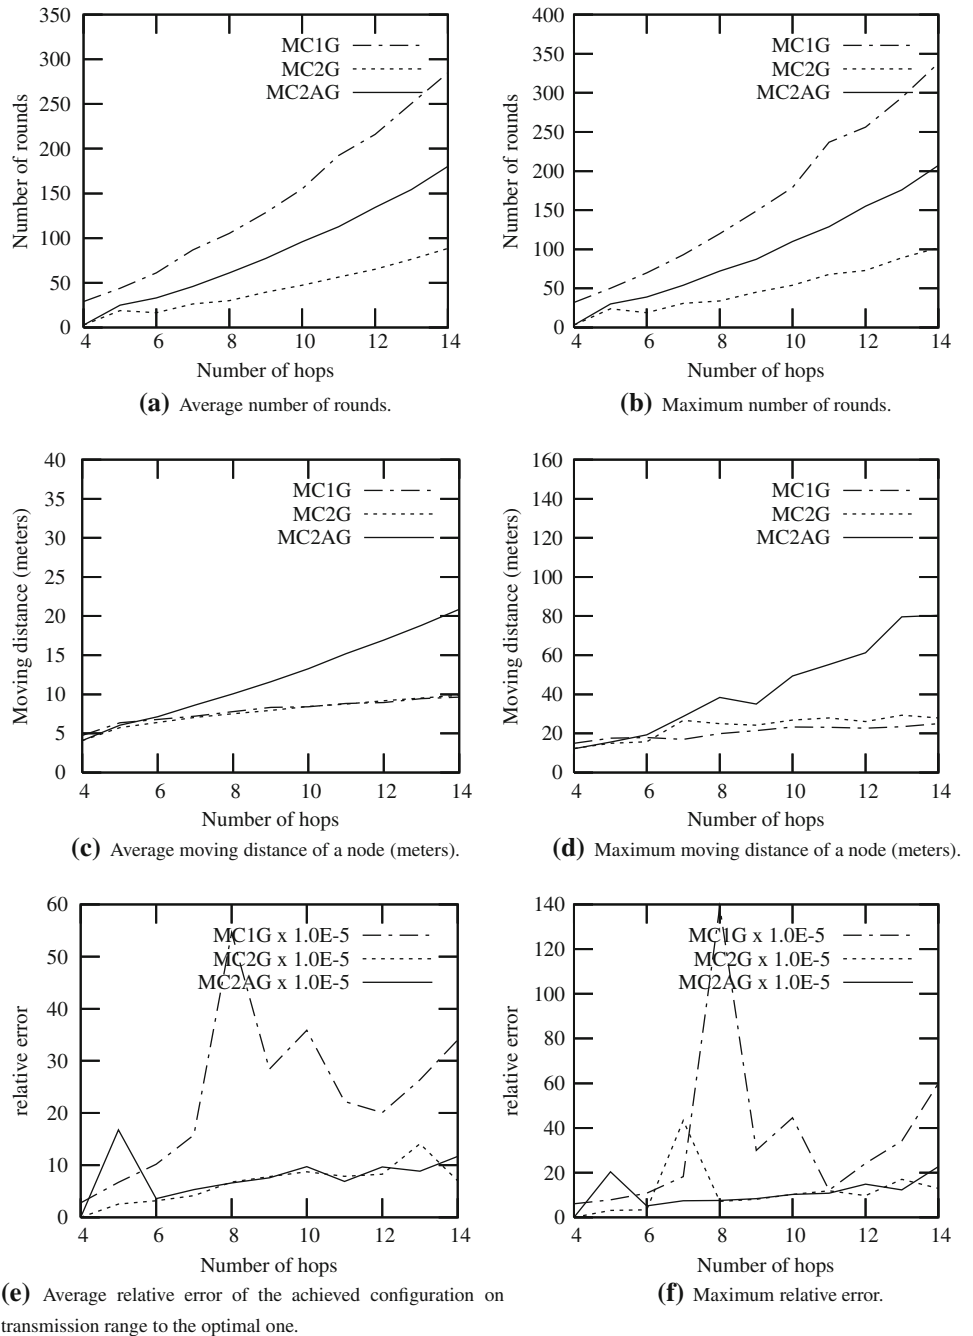 350
300
250
200
150
100
50
0
Number of rounds
MC1G
MC2G
MC2AG
4 6 8 10 12 14
Number of hops
(a) Average number of rounds.
400
350
300
250
200
150
100
50
0
Number of rounds
MC1G
MC2G
MC2AG
4 6 8 10 12 14
Number of hops
(b) Maximum number of rounds.
40
35
30
25
20
15
10
5
0
Moving distance (meters)
MC1G
MC2G
MC2AG
4 6 8 10 12 14
Number of hops
(c) Average moving distance of a node (meters).
160
140
120
100
80
60
40
20
0
Moving distance (meters)
MC1G
MC2G
MC2AG
4 6 8 10 12 14
Number of hops
(d) Maximum moving distance of a node (meters).
60
50
40
30
20
10
0
relative error
MC1G x 1.0E-5
MC2G x 1.0E-5
MC2AG x 1.0E-5
4 6 8 10 12 14
Number of hops
(e) Average relative error of the achieved configuration on
transmission range to the optimal one.
140
120
100
80
60
40
20
0
relative error
MC1G x 1.0E-5
MC2G x 1.0E-5
MC2AG x 1.0E-5
4 6 8 10 12 14
Number of hops
(f) Maximum relative error.